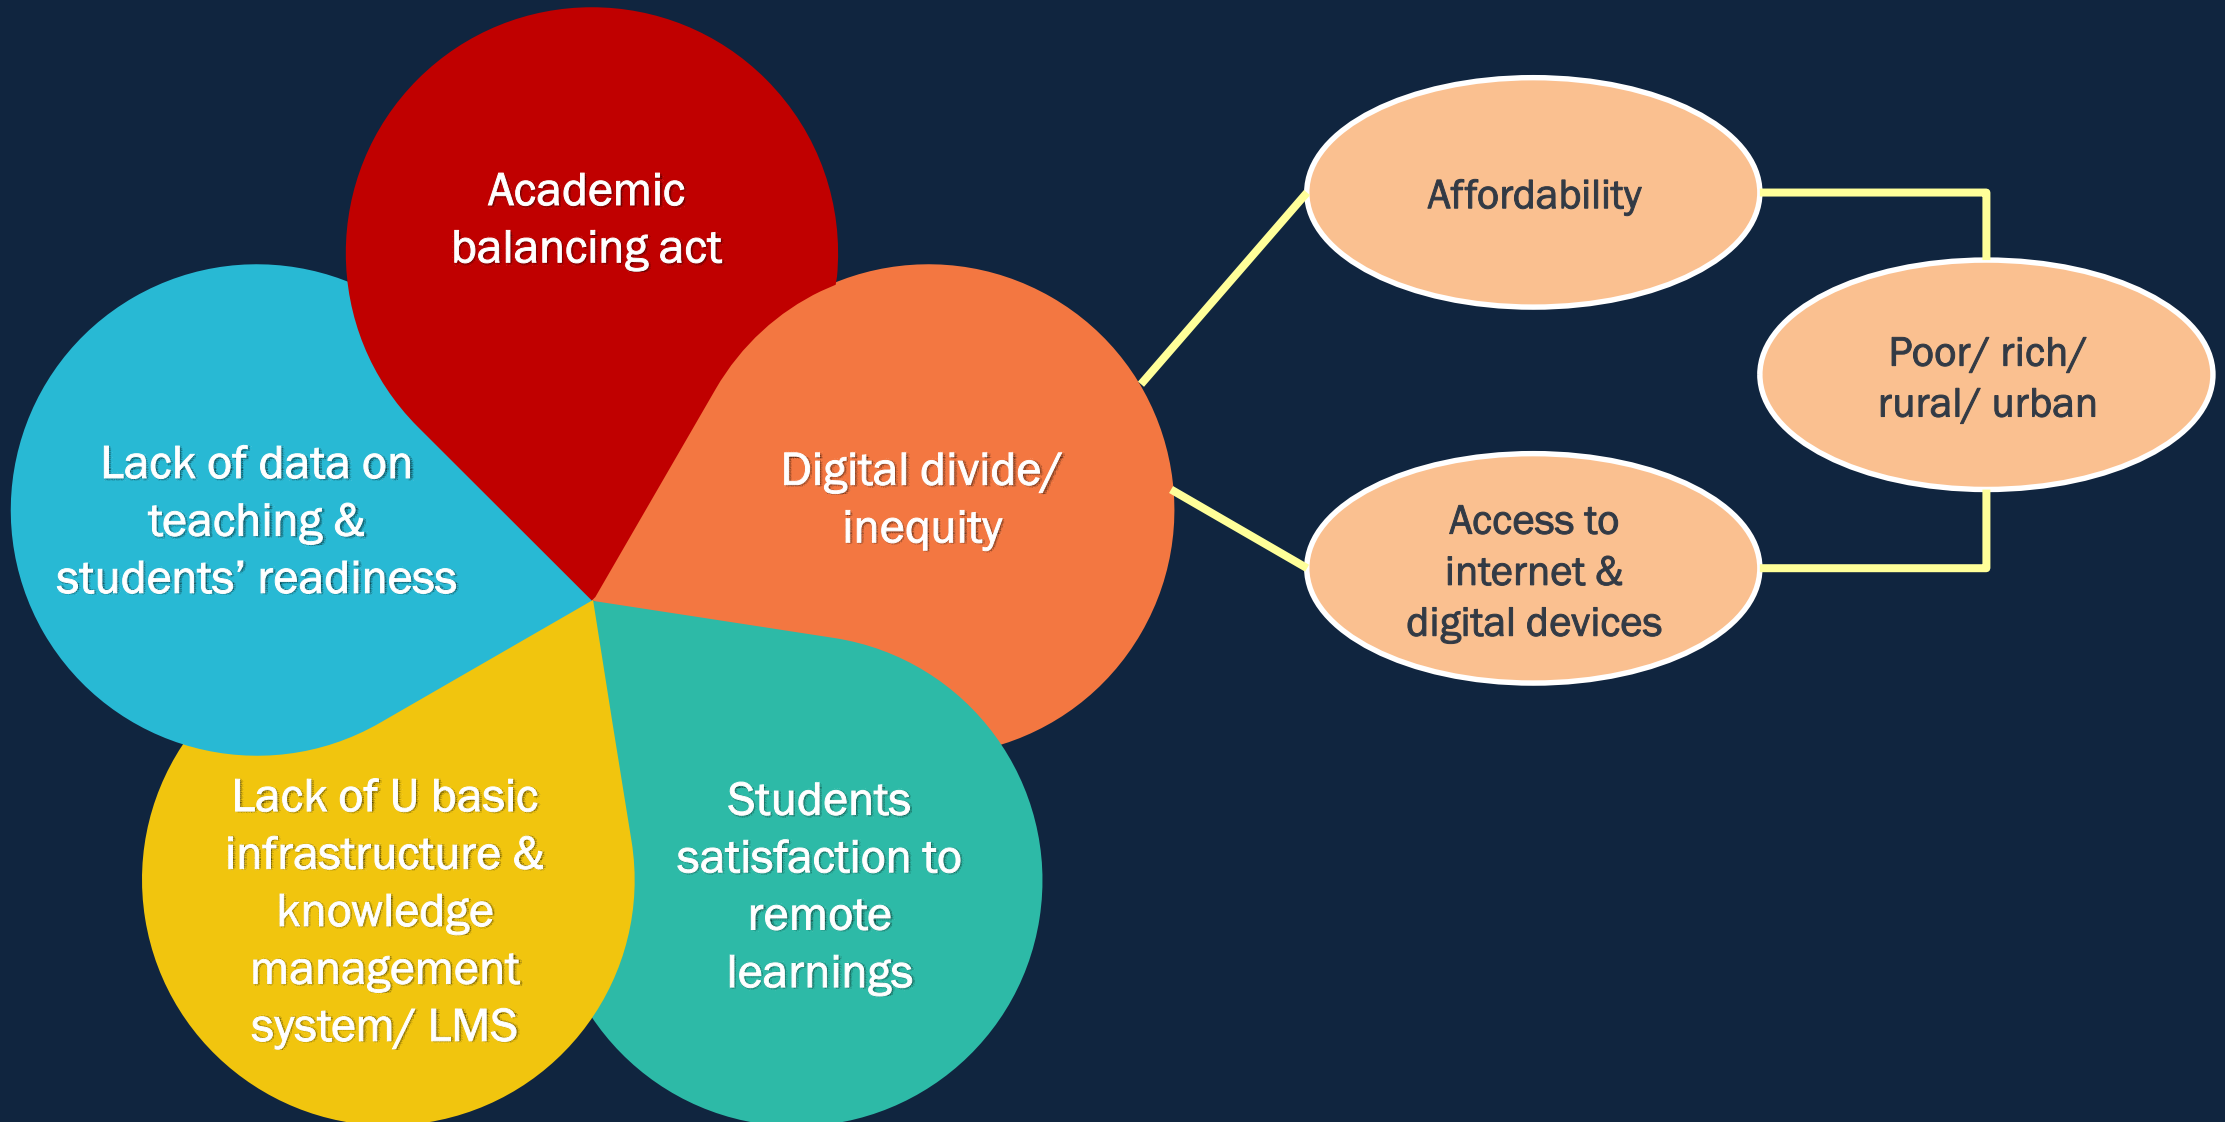 Academic
balancing act
Digital divide/
inequity
Students
satisfaction to
remote
learnings
Lack of U basic
infrastructure &
knowledge
management
system/ LMS
Lack of data on
teaching &
students’ readiness
Affordability
Poor/ rich/
rural/ urban
Access to
internet &
digital devices